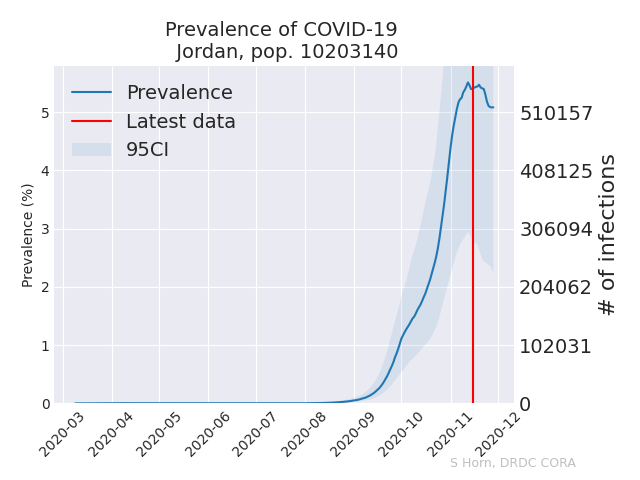 Prevalence of COVID-19
Jordan, pop. 10203140
Prevalence
Latest data
95CI
Prevalence (%)
5
4
3
2
1
0
510157
408125
306094
204062
102031
0
# of infections
2020-03
2020-04
2020-05
2020-06
2020-07
2020-08
2020-09
2020-10
2020-11
2020-12
S Horn, DRDC CORA